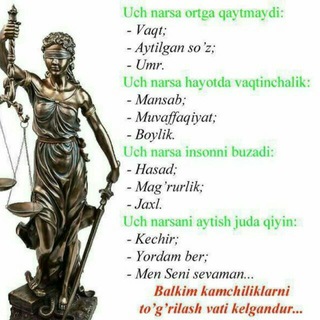 Uch narsa ortga qaytmaydi:
- Vaqt;
- Aytilgan so'z;
- Umr.
Uch narsa hayotda vaqtinchalik:
- Mansab;
- Muvaffaqiyat;
- Boylik.
Uch narsa insonni buzadi:
- Hasad;
- Mag'rurlik;
- Jaxl.
Uch narsani aytish juda qiyin:
- Kechir;
- Yordam ber;
- Men Seni sevaman...
Balkim kamchiliklarni
to'g'rilash vati kelgandur...